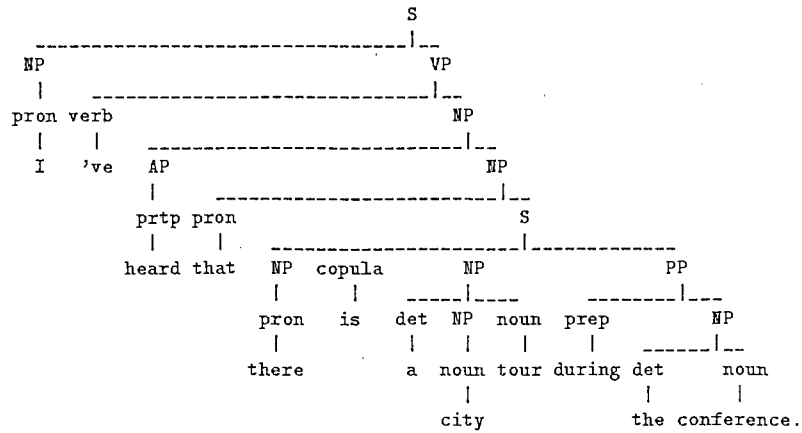 S
NP VP
pron verb NP
I 've AP NP
prtp pron S
heard that NP copula NP PP
pron is det NP noun prep NP
there a noun tour during det noun
city the conference.